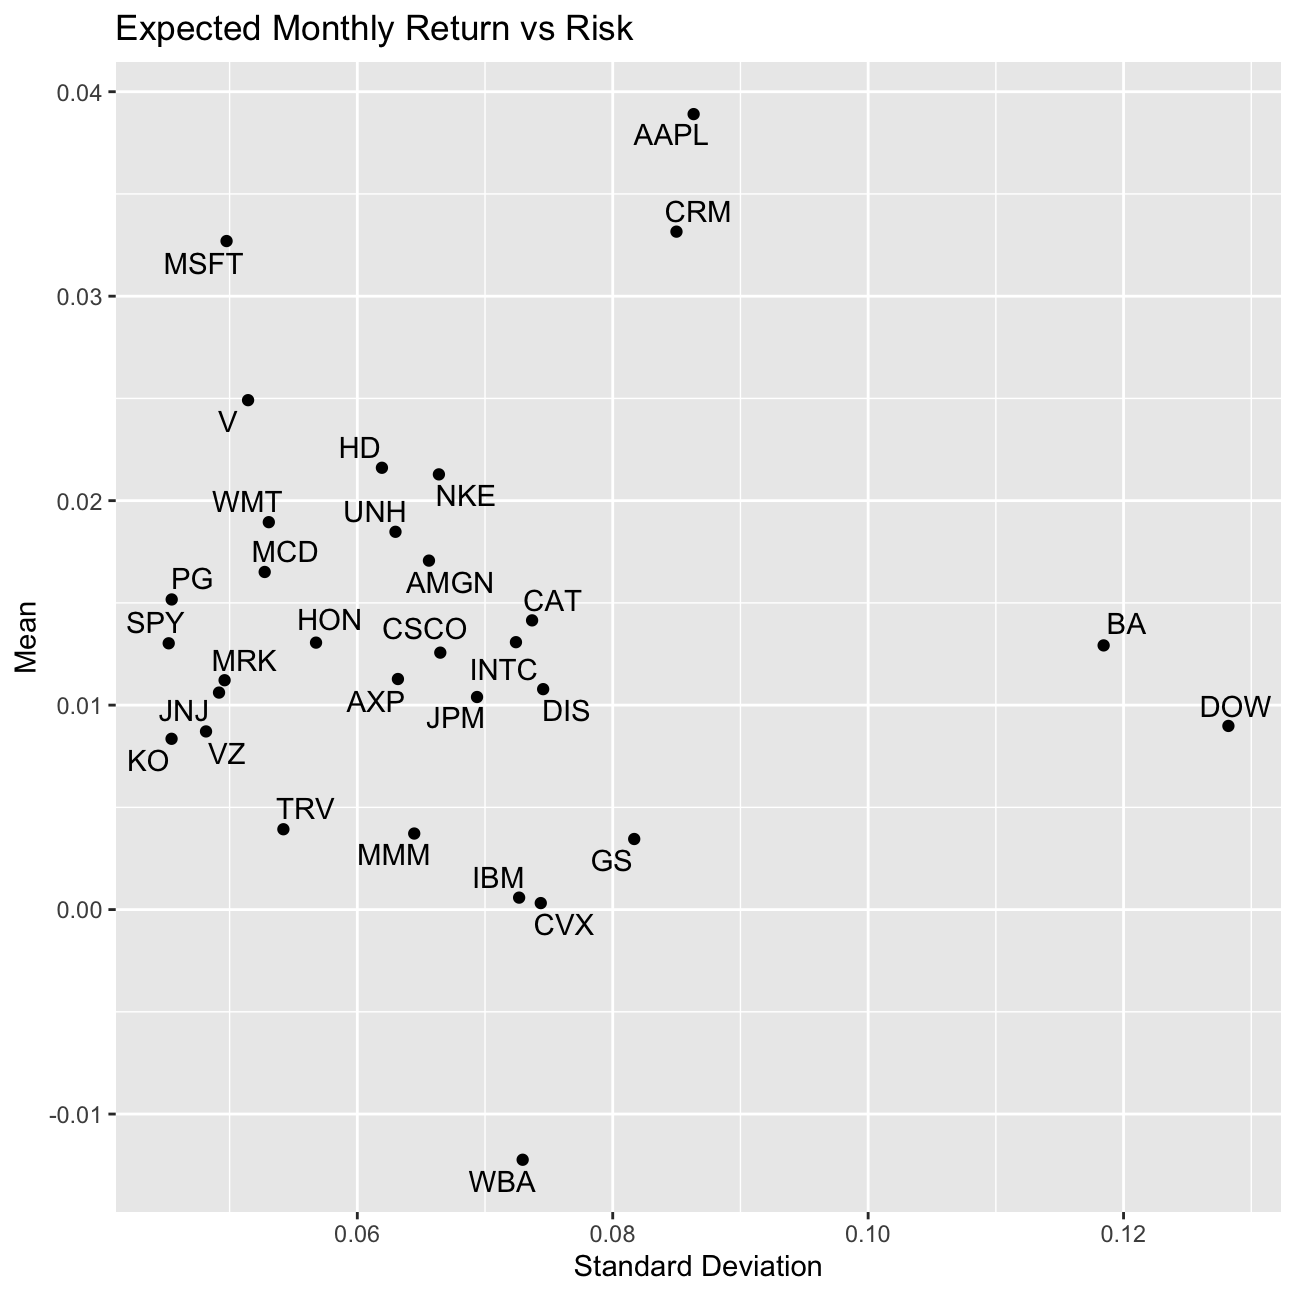 Expected Monthly Return vs Risk
0.04
AAPL
CRM
MSFT
0.03
V
HD
NKE
0.02
WMT
UNH
MCD
AMGN
PG
CAT
SPY
HON
CSCO
BA
Mean
MRK
INTC
AXP
DIS
0.01
JNJ
JPM
DOW
KO
VZ
TRV
MMM
GS
IBM
0.00
CVX
-0.01
WBA
0.06
0.08
0.10
0.12
Standard Deviation